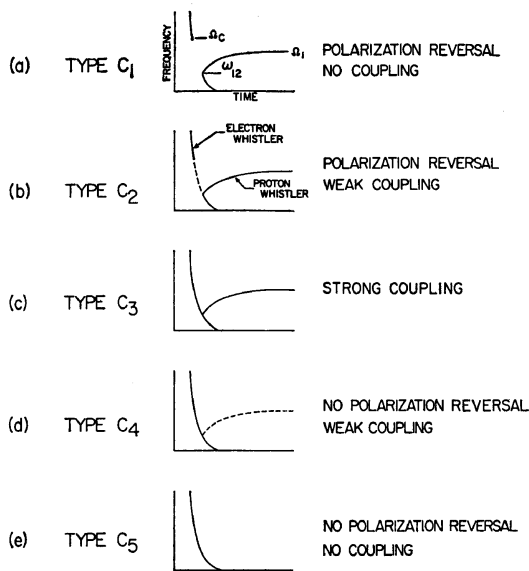 FREQUENCY
Ωc
ω12
Ω1
TIME
(a) TYPE C1
POLARIZATION REVERSAL
NO COUPLING
ELECTRON
WHISTLER
PROTON
WHISTLER
(b) TYPE C2
POLARIZATION REVERSAL
WEAK COUPLING
(c) TYPE C3
STRONG COUPLING
(d) TYPE C4
NO POLARIZATION REVERSAL
WEAK COUPLING
(e) TYPE C5
NO POLARIZATION REVERSAL
NO COUPLING